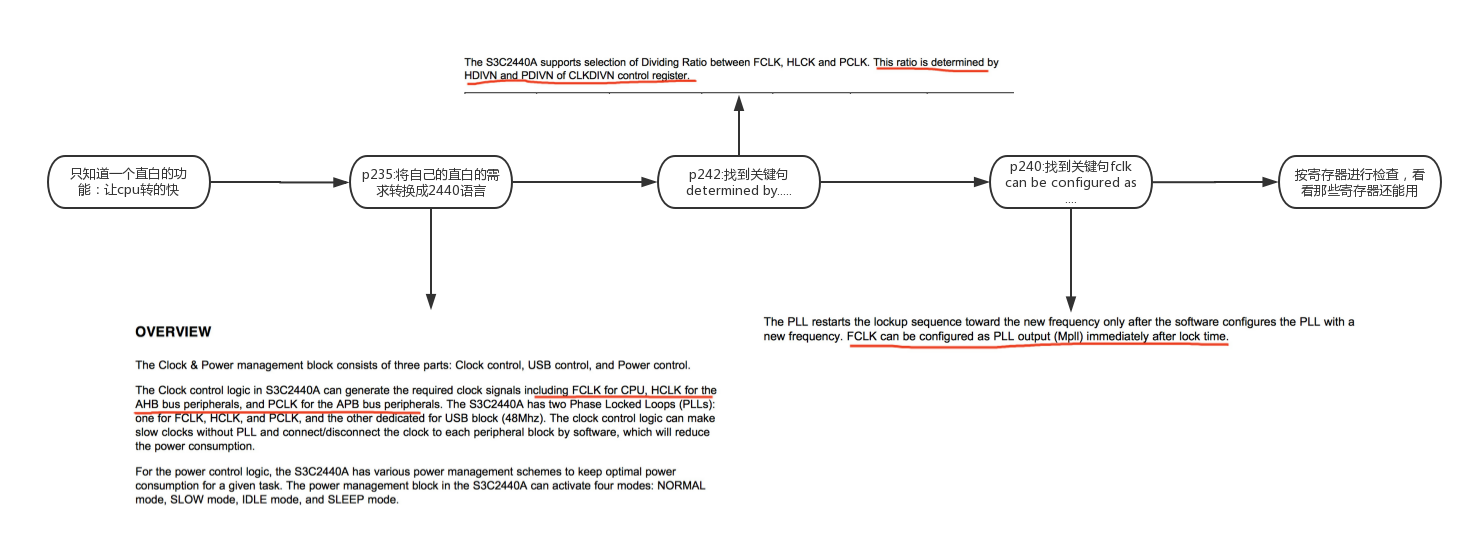 The S3C2440A supports selection of Dividing Ratio between FCLK, HLCK and PCLK. This ratio is determined by
HDIVN and PDIVN of CLKDIVN control register.
只知道一个直白的功
能：让cpu转的快
p235:将自己的直白的需
求转换成2440语言
p242:找到关键句
determined by.....
p240:找到关键句fclk
can be configured as
....
按寄存器进行检查，看
看那些寄存器还能用
OVERVIEW
The Clock & Power management block consists of three parts: Clock control, USB control, and Power control.
The Clock control logic in S3C2440A can generate the required clock signals including FCLK for CPU, HCLK for the
AHB bus peripherals, and PCLK for the APB bus peripherals. The S3C2440A has two Phase Locked Loops (PLLs):
one for FCLK, HCLK, and PCLK, and the other dedicated for USB block (48Mhz). The clock control logic can make
slow clocks without PLL and connect/disconnect the clock to each peripheral block by software, which will reduce
the power consumption.
For the power control logic, the S3C2440A has various power management schemes to keep optimal power
consumption for a given task. The power management block in the S3C2440A can activate four modes: NORMAL
mode, SLOW mode, IDLE mode, and SLEEP mode.
The PLL restarts the lockup sequence toward the new frequency only after the software configures the PLL with a
new frequency. FCLK can be configured as PLL output (Mpll) immediately after lock time.